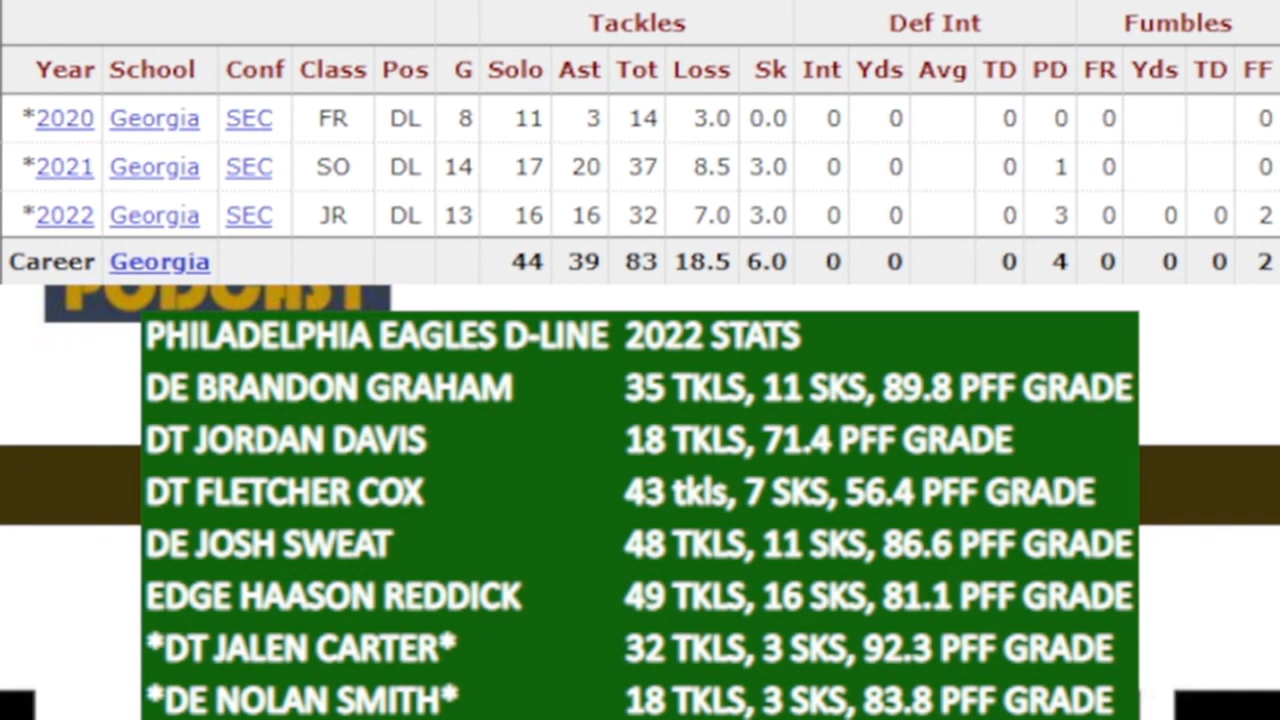 Tackles Def Int Fumbles
Year School Conf Class Pos G Solo Ast Tot Loss Sk Int Yds Avg TD PD FR Yds TD FF
*2020 Georgia SEC FR DL 8 11 3 14 3.0 0.0 0 0 0 0 0 0
*2021 Georgia SEC SO DL 14 17 20 37 8.5 3.0 0 0 0 1 0 0
*2022 Georgia SEC JR DL 13 16 16 32 7.0 3.0 0 0 0 3 0 0 0 2
Career Georgia 44 39 83 18.5 6.0 0 0 0 4 0 0 0 2
PODCAST
PHILADELPHIA EAGLES D-LINE 2022 STATS
DE BRANDON GRAHAM 35 TKLS, 11 SKS, 89.8 PFF GRADE
DT JORDAN DAVIS 18 TKLS, 71.4 PFF GRADE
DT FLETCHER COX 43 tkls, 7 SKS, 56.4 PFF GRADE
DE JOSH SWEAT 48 TKLS, 11 SKS, 86.6 PFF GRADE
EDGE HAASON REDDICK 49 TKLS, 16 SKS, 81.1 PFF GRADE
*DT JALEN CARTER* 32 TKLS, 3 SKS, 92.3 PFF GRADE
*DE NOLAN SMITH* 18 TKLS, 3 SKS, 83.8 PFF GRADE